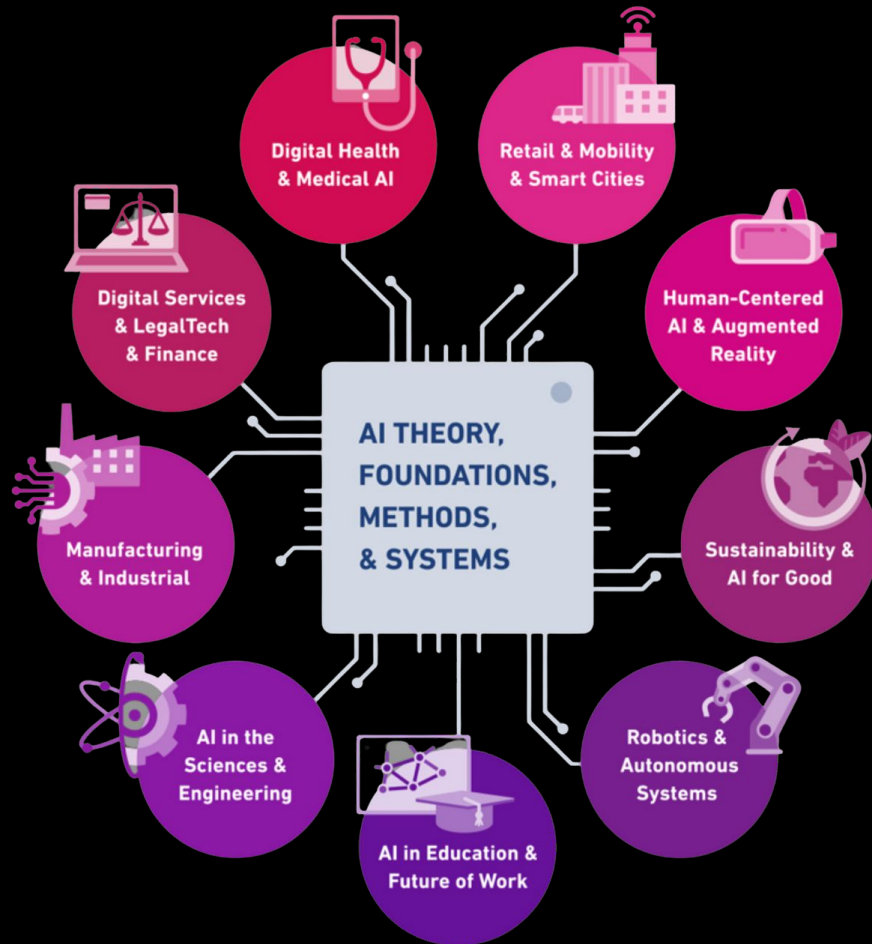 Digital Health
& Medical AI
Retail & Mobility
& Smart Cities
Digital Services
& LegalTech
& Finance
Human-Centered
AI & Augmented
Reality
AI THEORY,
FOUNDATIONS,
METHODS,
& SYSTEMS
Manufacturing
& Industrial
Sustainability &
AI for Good
AI in the
Sciences &
Engineering
Robotics &
Autonomous
Systems
AI in Education &
Future of Work